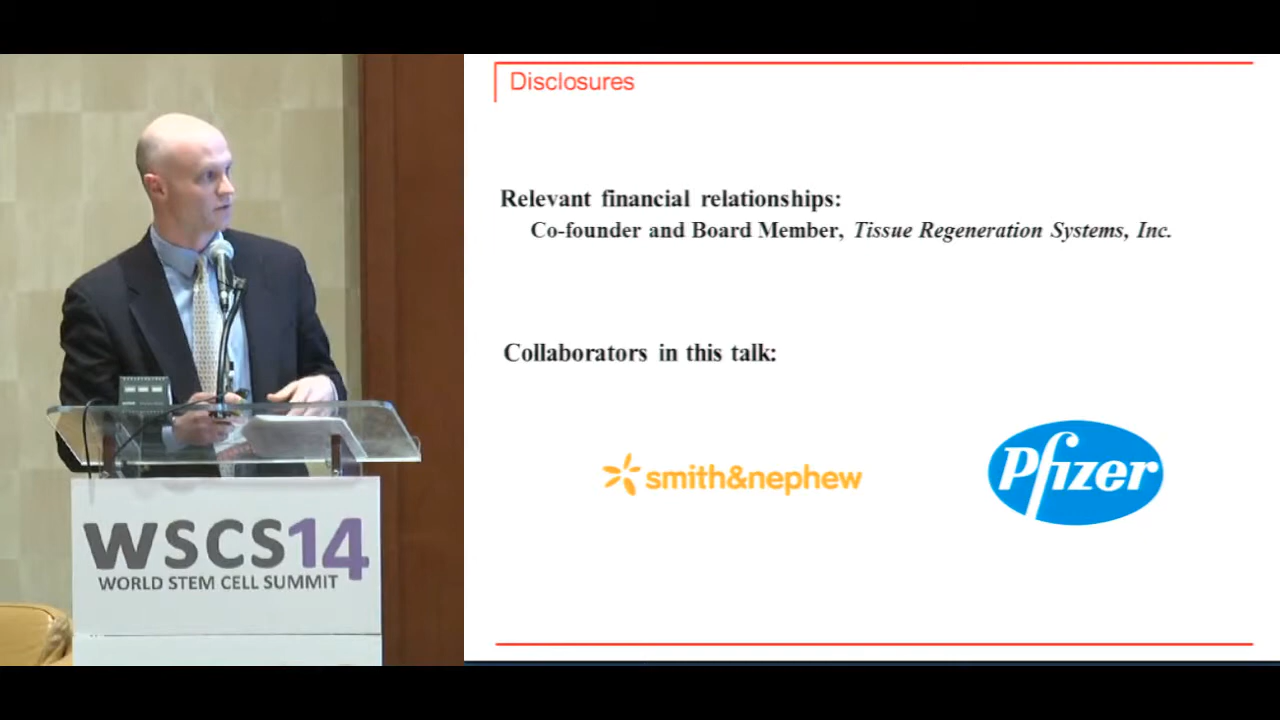 Disclosures
Relevant financial relationships:
Co-founder and Board Member, Tissue Regeneration Systems, Inc.
Collaborators in this talk:
smith&nephew
Pfizer
WSCS14
WORLD STEM CELL SUMMIT